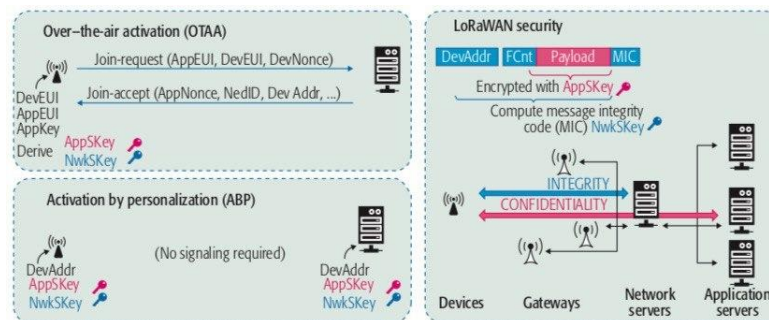 Over–the–air activation (OTAA)
Join-request (AppEUI, DevEUI, DevNonce)
Join-accept (AppNonce, NedID, Dev Addr, ...)
DevEUI
AppEUI
AppKey
Derive
AppSKey
NwkSKey
Activation by personalization (ABP)
(No signaling required)
DevAddr
AppSKey
NwkSKey
DevAddr
AppSKey
NwkSKey
LoRaWAN security
DevAddr FCnt Payload MIC
Encrypted with AppSKey
Compute message integrity
code (MIC) NwkSKey
INTEGRITY
CONFIDENTIALITY
Devices Gateways Network servers Application servers